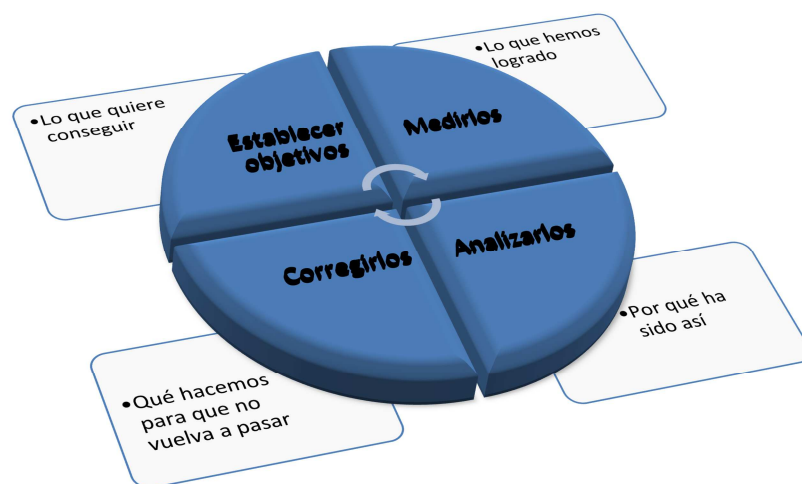 •Lo que quiere
conseguir
Establecer
objetivos
Medirlos
•Lo que hemos
logrado
Analizarlos
•Por qué ha
sido así
Corregirlos
•Qué hacemos
para que no
vuelva a pasar